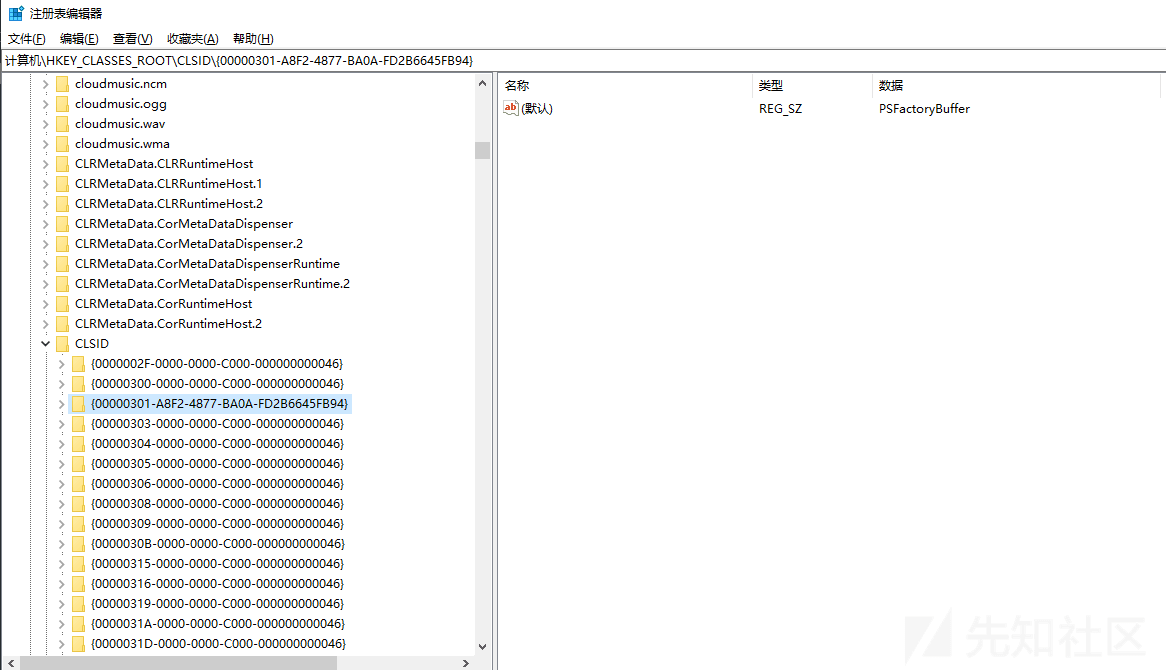 注册表编辑器
文件(F) 编辑(E) 查看(V) 收藏夹(A) 帮助(H)
计算机\HKEY_CLASSES_ROOT\CLSID\{00000301-A8F2-4877-BA0A-FD2B6645FB94}
cloudmusic.ncm
cloudmusic.ogg
cloudmusic.wav
cloudmusic.wma
CLRMetaData.CLRRuntimeHost
CLRMetaData.CLRRuntimeHost.1
CLRMetaData.CLRRuntimeHost.2
CLRMetaData.CorMetaDataDispenser
CLRMetaData.CorMetaDataDispenser.2
CLRMetaData.CorMetaDataDispenserRuntime
CLRMetaData.CorMetaDataDispenserRuntime.2
CLRMetaData.CorRuntimeHost
CLRMetaData.CorRuntimeHost.2
CLSID
{0000002F-0000-0000-C000-000000000046}
{00000300-0000-0000-C000-000000000046}
{00000301-A8F2-4877-BA0A-FD2B6645FB94}
{00000303-0000-0000-C000-000000000046}
{00000304-0000-0000-C000-000000000046}
{00000305-0000-0000-C000-000000000046}
{00000306-0000-0000-C000-000000000046}
{00000308-0000-0000-C000-000000000046}
{00000309-0000-0000-C000-000000000046}
{0000030B-0000-0000-C000-000000000046}
{00000315-0000-0000-C000-000000000046}
{00000316-0000-0000-C000-000000000046}
{00000319-0000-0000-C000-000000000046}
{0000031A-0000-0000-C000-000000000046}
{0000031D-0000-0000-C000-000000000046}
名称 类型 数据
ab (默认) REG_SZ PSFactoryBuffer
先知社区